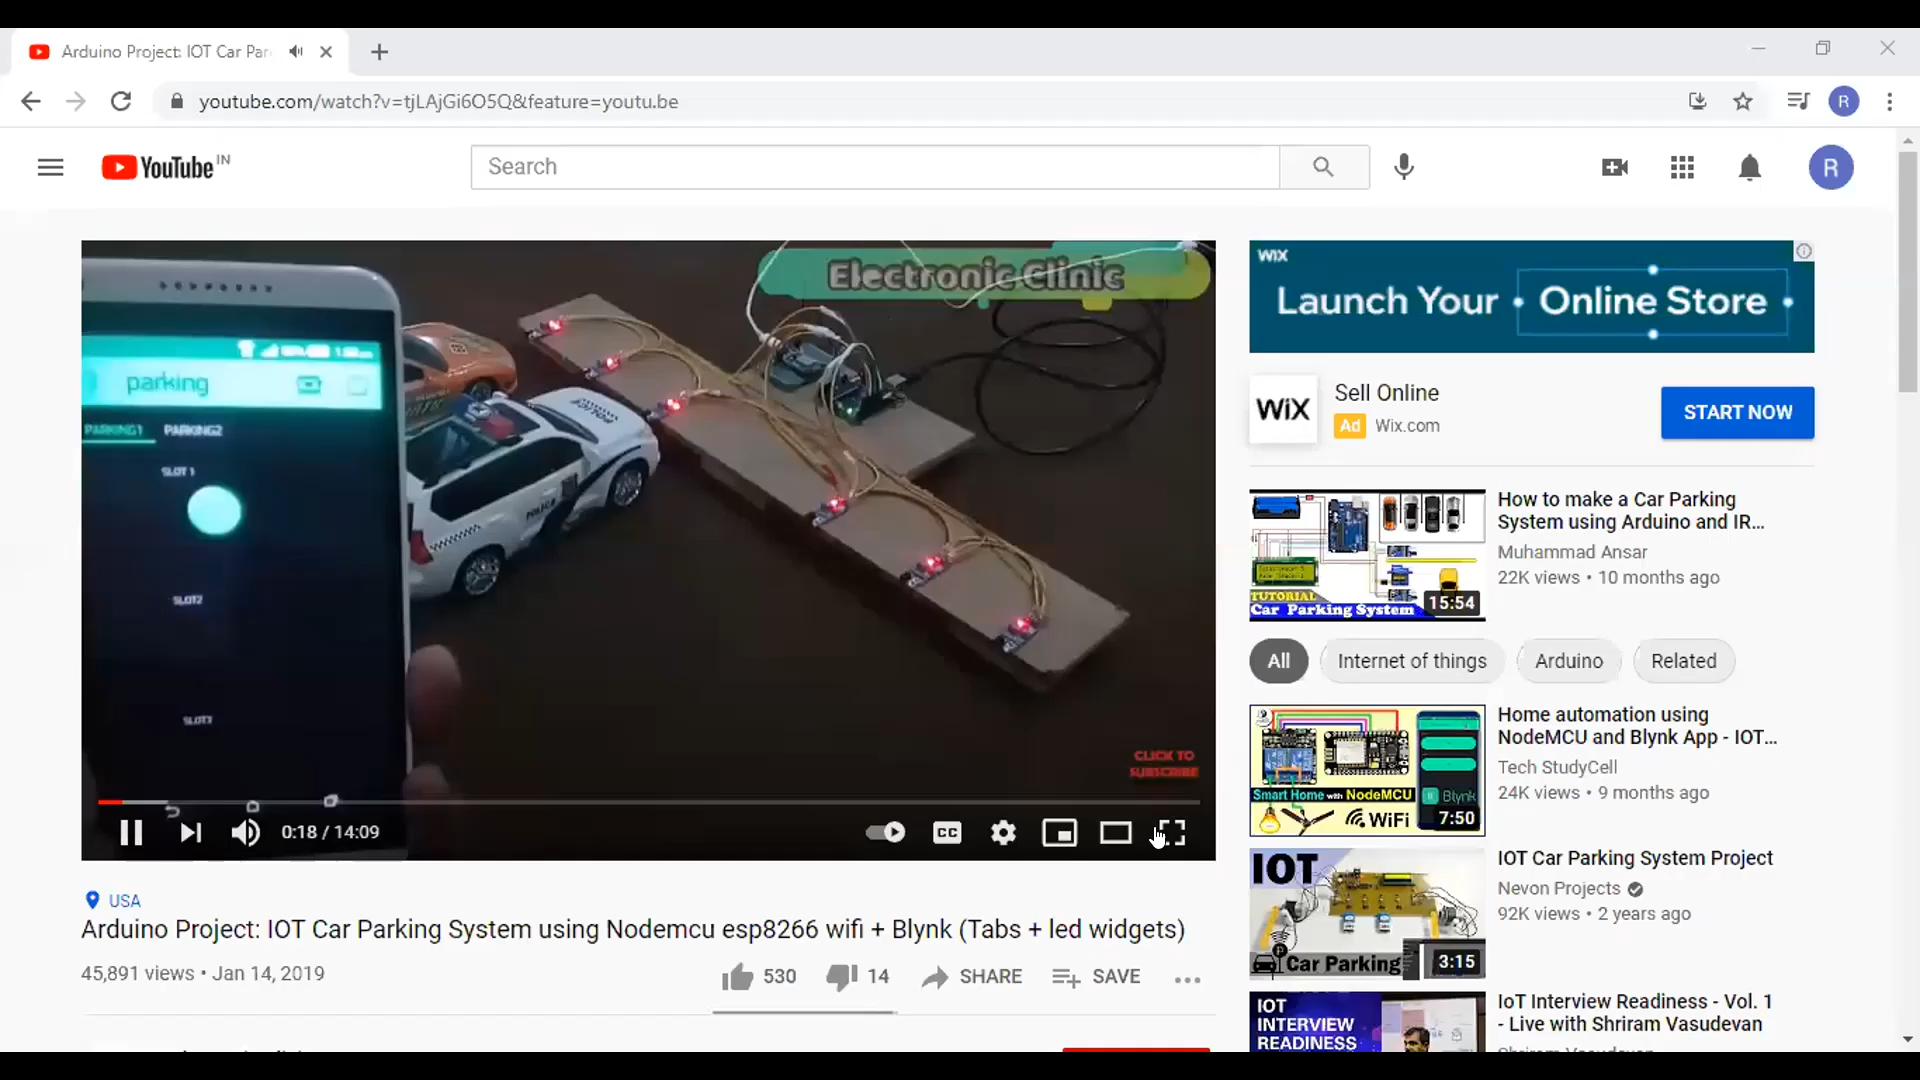 Arduino Project: IOT Car Par
youtube.com/watch?v=tjLAjGi6O5Q&feature=youtu.be
R
YouTube IN
Search
R
Electronic Clinic
parking
PARKING1 PARKING2
SLOT 1
SLOT2
SLOT3
POLICE
CLICK TO
SUBSCRIBE
0:18 / 14:09
CC
USA
Arduino Project: IOT Car Parking System using Nodemcu esp8266 wifi + Blynk (Tabs + led widgets)
45,891 views • Jan 14, 2019
530
14
SHARE
SAVE
WIX
Launch Your Online Store
WiX
Sell Online
Ad Wix.com
START NOW
TUTORIAL
Car Parking System
15:54
How to make a Car Parking
System using Arduino and IR...
Muhammad Ansar
22K views • 10 months ago
All
Internet of things
Arduino
Related
Smart Home with NodeMCU
Blynk
WiFi
7:50
Home automation using
NodeMCU and Blynk App - IOT...
Tech StudyCell
24K views • 9 months ago
IOT
P
Car Parking
3:15
IOT Car Parking System Project
Nevon Projects
92K views • 2 years ago
IOT
INTERVIEW
READINESS
IoT Interview Readiness - Vol. 1
- Live with Shriram Vasudevan